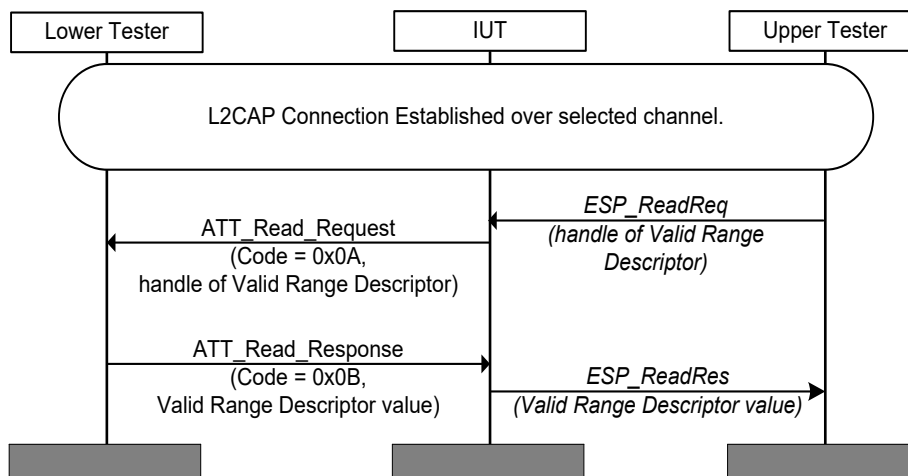 Lower Tester
IUT
Upper Tester
L2CAP Connection Established over selected channel.
ESP_ReadReq
(handle of Valid Range
Descriptor)
ATT_Read_Request
(Code = 0x0A,
handle of Valid Range Descriptor)
ATT_Read_Response
(Code = 0x0B,
Valid Range Descriptor value)
ESP_ReadRes
(Valid Range Descriptor value)